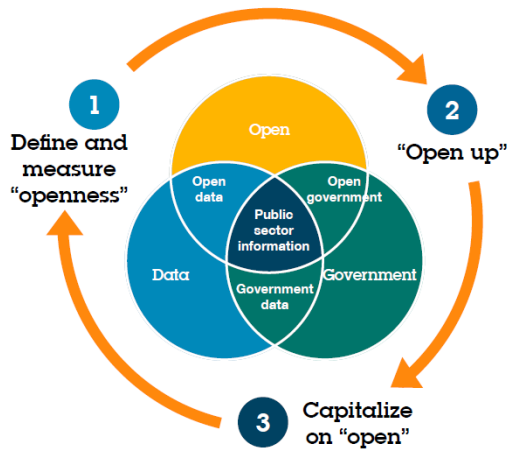 1
Define and
measure
“openness”
2
“Open up”
Open
Open
data
Open
government
Public
sector
information
Data
Government
Government
data
3
Capitalize
on “open”